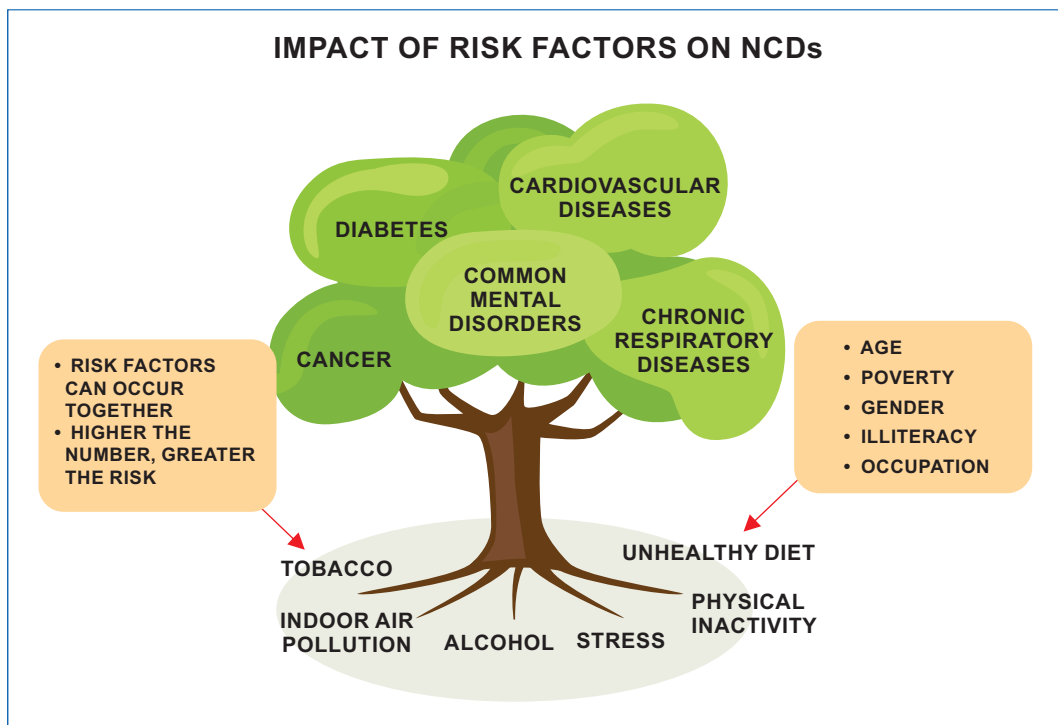 IMPACT OF RISK FACTORS ON NCDs
CARDIOVASCULAR
DISEASES
DIABETES
COMMON
MENTAL
DISORDERS
CHRONIC
RESPIRATORY
DISEASES
CANCER
• RISK FACTORS
CAN OCCUR
TOGETHER
• HIGHER THE
NUMBER, GREATER
THE RISK
• AGE
• POVERTY
• GENDER
• ILLITERACY
• OCCUPATION
TOBACCO
INDOOR AIR
POLLUTION
ALCOHOL
STRESS
UNHEALTHY DIET
PHYSICAL
INACTIVITY